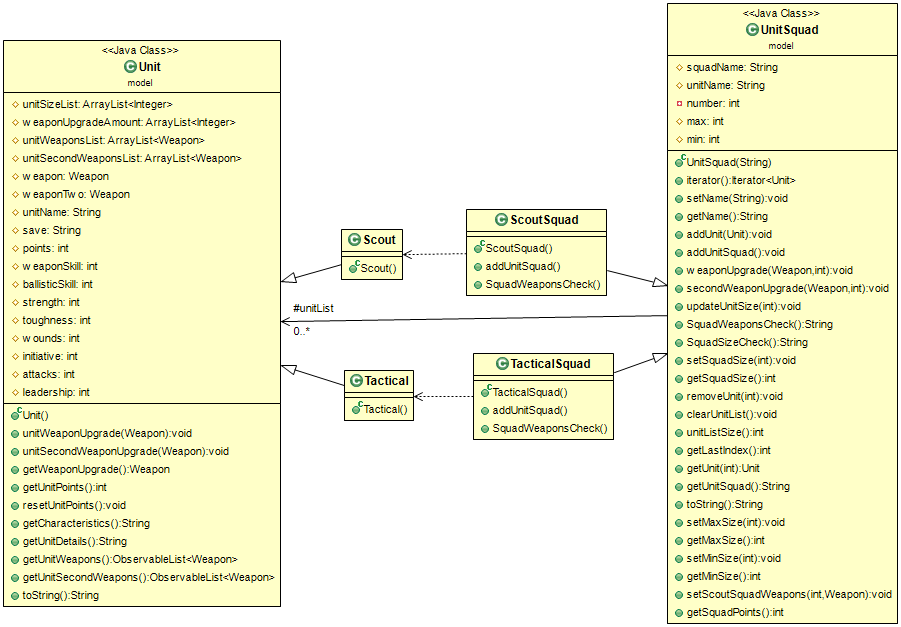 <<Java Class>>
Unit
model
unitSizeList: ArrayList<Integer>
weaponUpgradeAmount: ArrayList<Integer>
unitWeaponsList: ArrayList<Weapon>
unitSecondWeaponsList: ArrayList<Weapon>
weapon: Weapon
weaponTwo: Weapon
unitName: String
save: String
points: int
weaponSkill: int
ballisticSkill: int
strength: int
toughness: int
wounds: int
initiative: int
attacks: int
leadership: int
Unit()
unitWeaponUpgrade(Weapon):void
unitSecondWeaponUpgrade(Weapon):void
getWeaponUpgrade():Weapon
getUnitPoints():int
resetUnitPoints():void
getCharacteristics():String
getUnitDetails():String
getUnitWeapons():ObservableList<Weapon>
getUnitSecondWeapons():ObservableList<Weapon>
toString():String
Scout
Scout()
#unitList
0..*
Tactical
Tactical()
ScoutSquad
ScoutSquad()
addUnitSquad()
SquadWeaponsCheck()
TacticalSquad
TacticalSquad()
addUnitSquad()
SquadWeaponsCheck()
<<Java Class>>
UnitSquad
model
squadName: String
unitName: String
number: int
max: int
min: int
UnitSquad(String)
iterator():Iterator<Unit>
setName(String):void
getName():String
addUnit(Unit):void
addUnitSquad():void
weaponUpgrade(Weapon,int):void
secondWeaponUpgrade(Weapon,int):void
updateUnitSize(int):void
SquadWeaponsCheck():String
SquadSizeCheck():String
setSquadSize(int):void
getSquadSize():int
removeUnit(int):void
clearUnitList():void
unitListSize():int
getLastIndex():int
getUnit(int):Unit
getUnitSquad():String
toString():String
setMaxSize(int):void
getMaxSize():int
setMinSize(int):void
getMinSize():int
setScoutSquadWeapons(int,Weapon):void
getSquadPoints():int